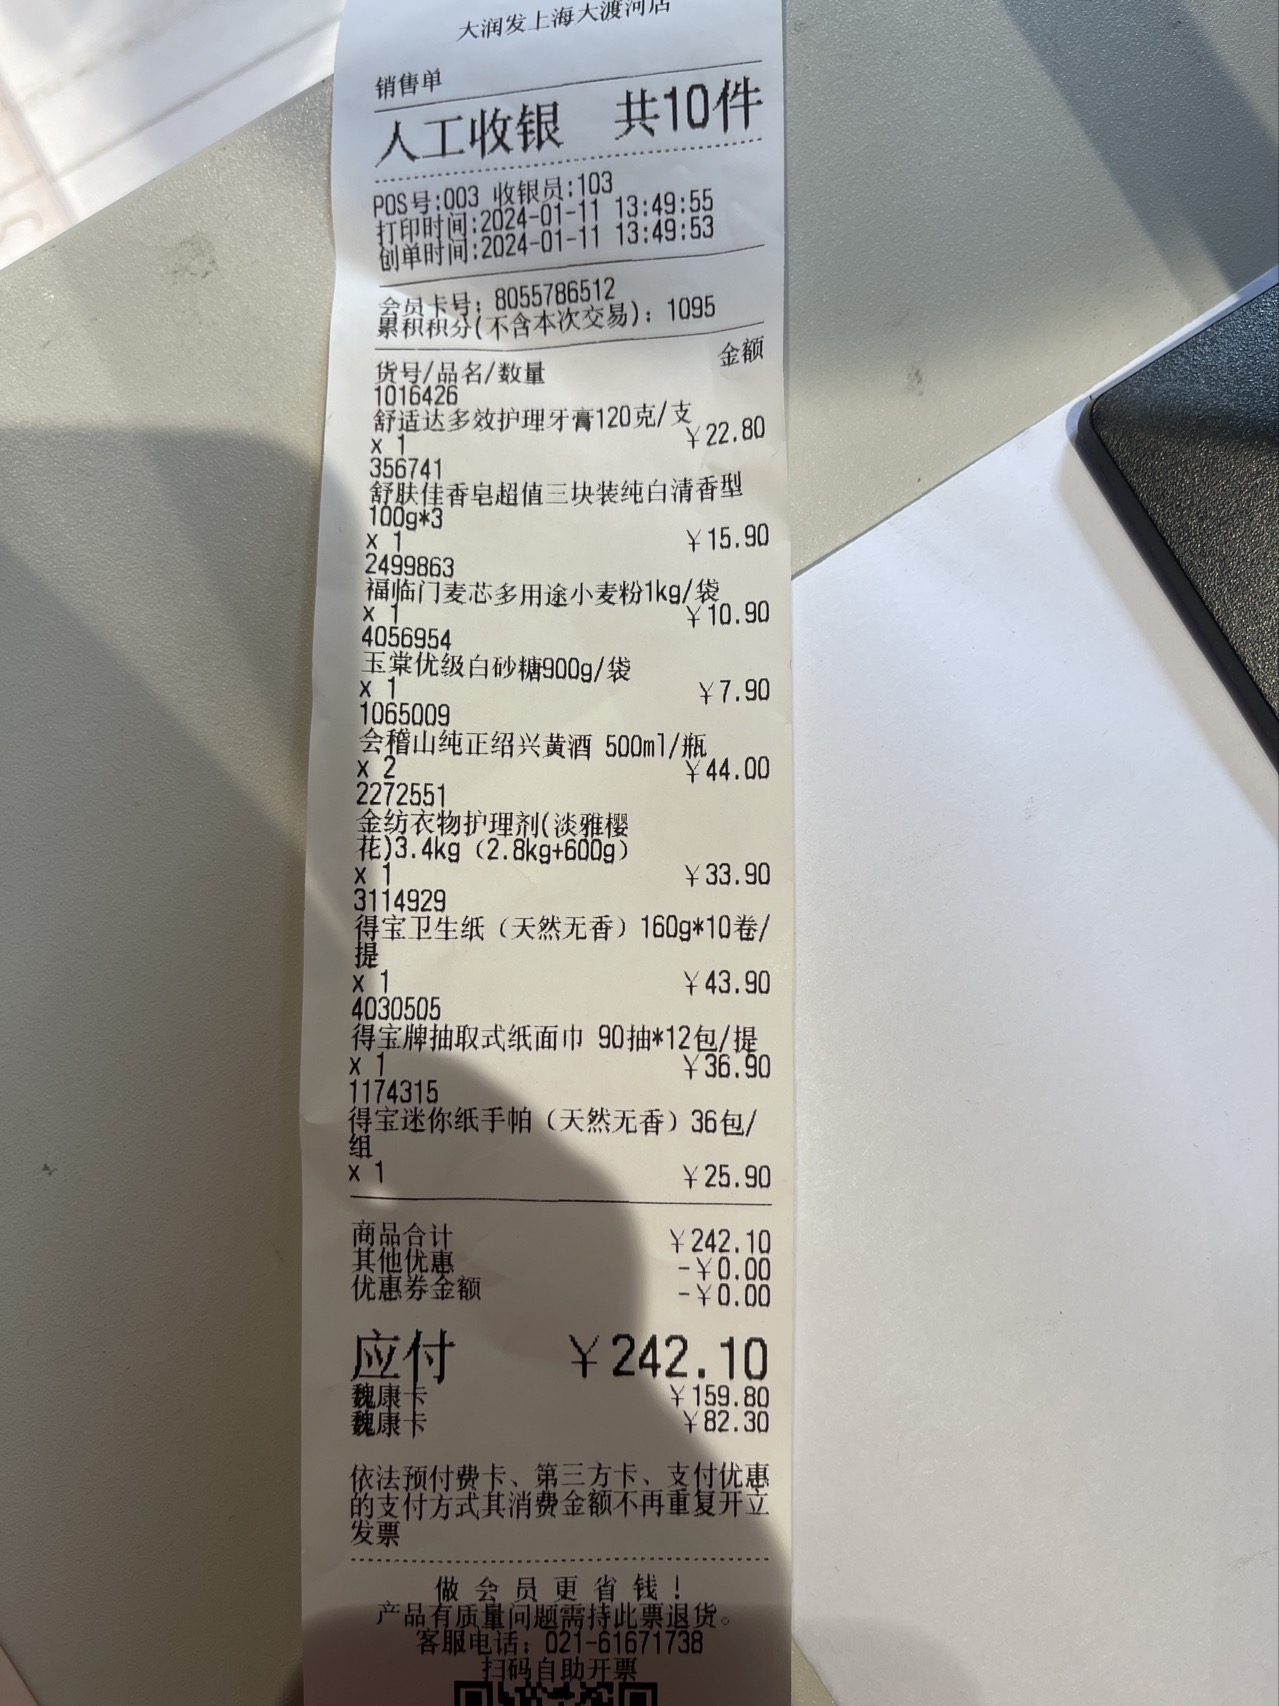 大润发上海大渡河店
销售单
人工收银 共10件
POS号:003 收银员:103
打印时间:2024-01-11 13:49:55
创单时间:2024-01-11 13:49:53
会员卡号: 8055786512
累积积分(不含本次交易): 1095
金额
货号/品名/数量
1016426
舒适达多效护理牙膏120克/支
x 1 ￥22.80
356741
舒肤佳香皂超值三块装纯白清香型
100g*3
x 1 ￥15.90
2499863
福临门麦芯多用途小麦粉1kg/袋
x 1 ￥10.90
4056954
玉棠优级白砂糖900g/袋
x 1 ￥7.90
1065009
会稽山纯正绍兴黄酒 500ml/瓶
x 2 ￥44.00
2272551
金纺衣物护理剂(淡雅樱
花)3.4kg（2.8kg+600g）
x 1 ￥33.90
3114929
得宝卫生纸（天然无香）160g*10卷/
提
x 1 ￥43.90
4030505
得宝牌抽取式纸面巾 90抽*12包/提
x 1 ￥36.90
1174315
得宝迷你纸手帕（天然无香）36包/
组
x 1 ￥25.90
商品合计 ￥242.10
其他优惠 -￥0.00
优惠券金额 -￥0.00
应付 ￥242.10
魏康卡 ￥159.80
魏康卡 ￥82.30
依法预付费卡、第三方卡、支付优惠
的支付方式其消费金额不再重复开立
发票
做会员更省钱！
产品有质量问题需持此票退货。
客服电话: 021-61671738
扫码自助开票